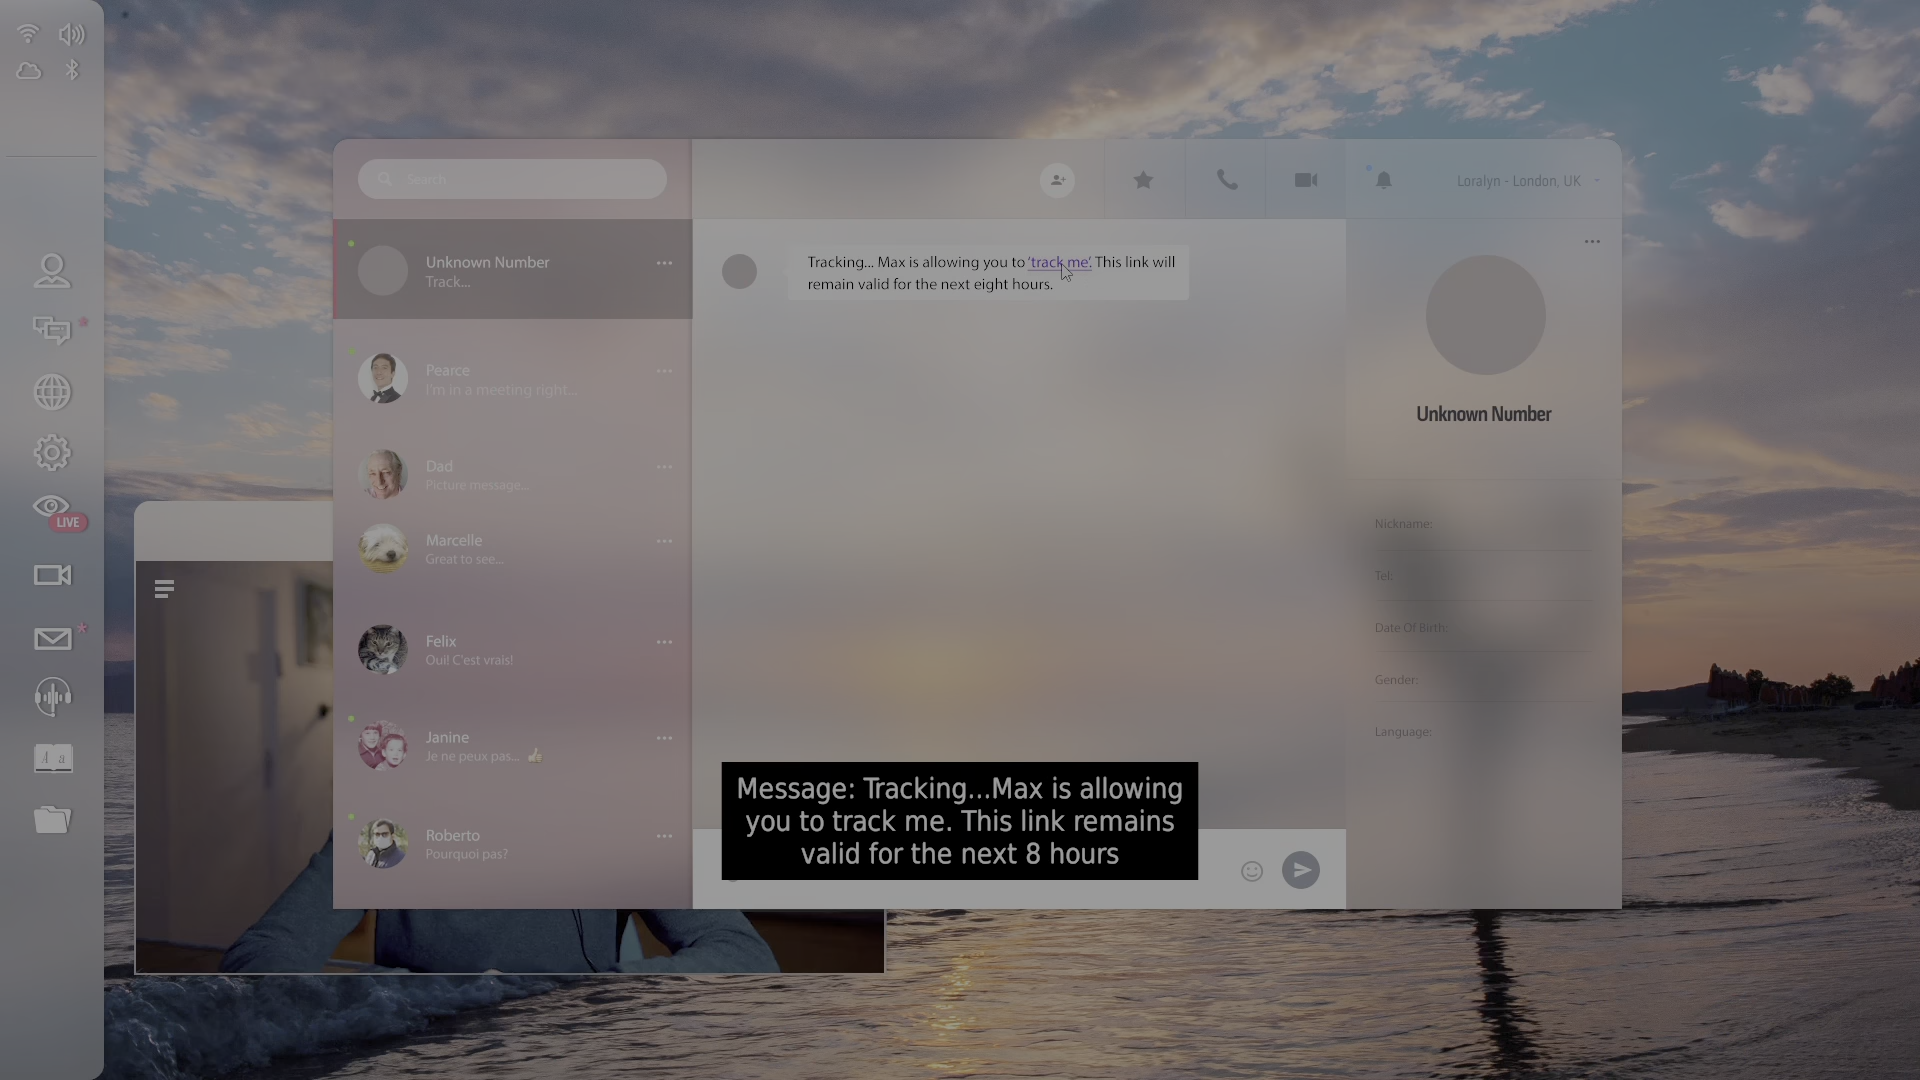 Search
Loralyn - London, UK
Unknown Number
Track...
Tracking... Max is allowing you to 'track me'. This link will
remain valid for the next eight hours.
Pearce
I'm in a meeting right...
Unknown Number
Dad
Picture message...
LIVE
Marcelle
Great to see...
Nickname:
Tel:
Date Of Birth:
Felix
Oui! C'est vrai!
Gender:
Janine
Je ne peux pas...
Language:
A a
Roberto
Pourquoi pas?
Message: Tracking...Max is allowing
you to track me. This link remains
valid for the next 8 hours